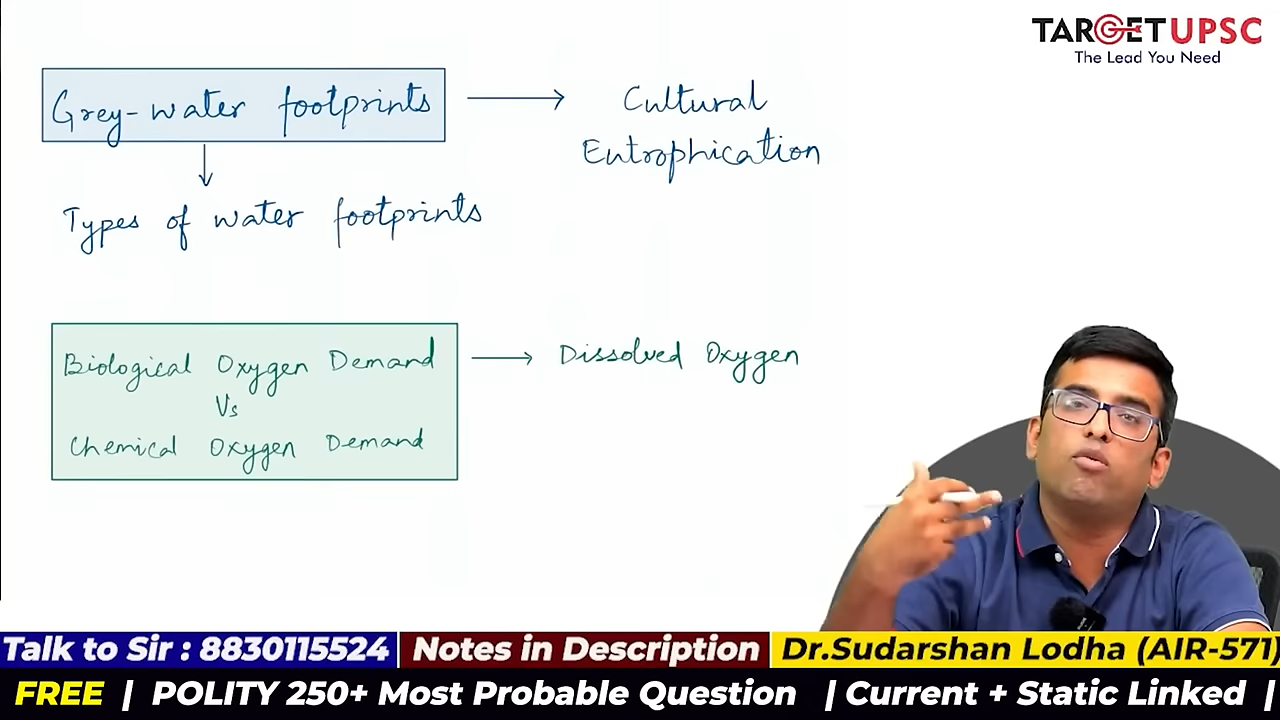 TARGET UPSC
The Lead You Need
Grey-water footprints
Cultural
Eutrophication
Types of water footprints
Biological Oxygen Demand
Vs
Chemical Oxygen Demand
Dissolved Oxygen
Talk to Sir : 8830115524
Notes in Description
Dr.Sudarshan Lodha (AIR-571)
FREE | POLITY 250+ Most Probable Question | Current + Static Linked |